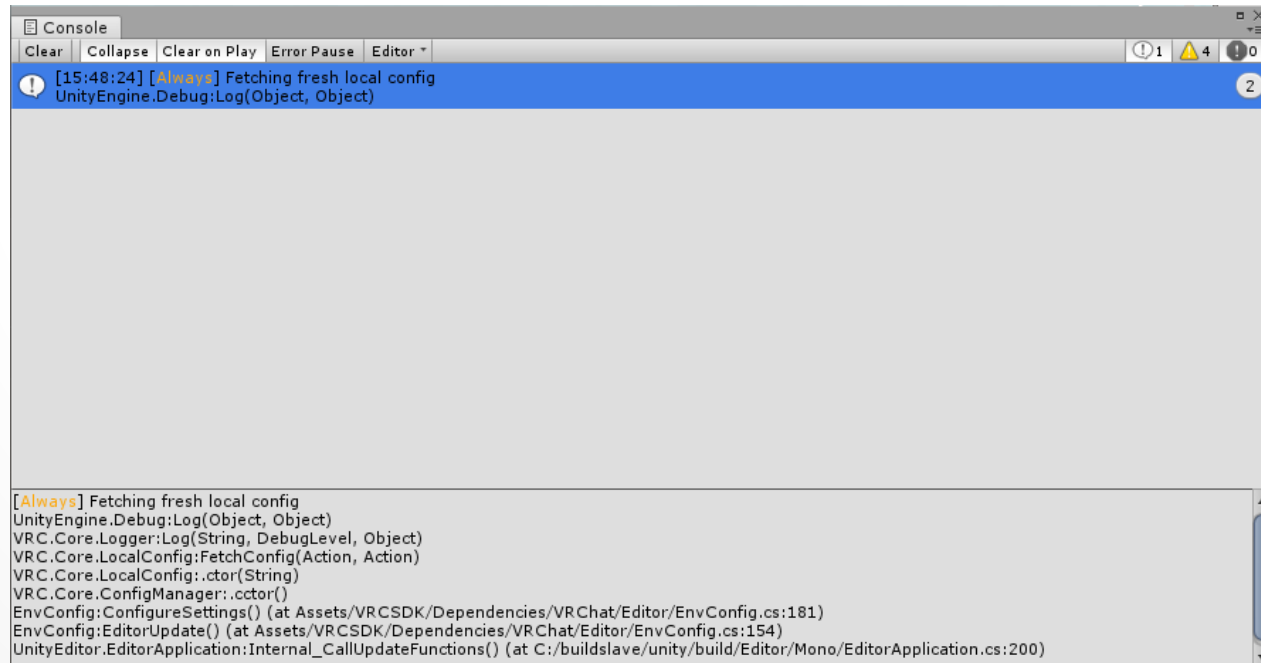 Console
Clear Collapse Clear on Play Error Pause Editor 1 4 0
[15:48:24] [Always] Fetching fresh local config
UnityEngine.Debug:Log(Object, Object)
2
[Always] Fetching fresh local config
UnityEngine.Debug:Log(Object, Object)
VRC.Core.Logger:Log(String, DebugLevel, Object)
VRC.Core.LocalConfig:FetchConfig(Action, Action)
VRC.Core.LocalConfig:.ctor(String)
VRC.Core.ConfigManager:.cctor()
EnvConfig:ConfigureSettings() (at Assets/VRCSDK/Dependencies/VRChat/Editor/EnvConfig.cs:181)
EnvConfig:EditorUpdate() (at Assets/VRCSDK/Dependencies/VRChat/Editor/EnvConfig.cs:154)
UnityEditor.EditorApplication:Internal_CallUpdateFunctions() (at C:/buildslave/unity/build/Editor/Mono/EditorApplication.cs:200)